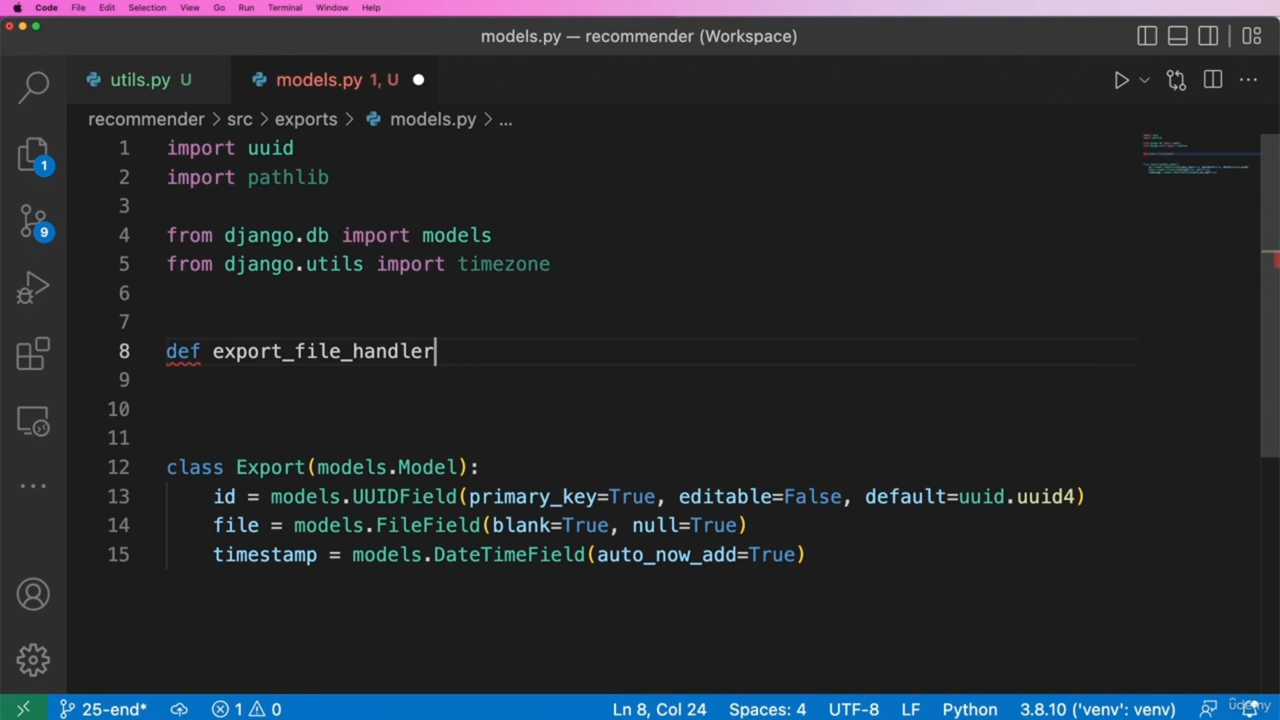 Code File Edit Selection View Go Run Terminal Window Help
models.py — recommender (Workspace)
utils.py U models.py 1, U
recommender > src > exports > models.py > ...
1 import uuid
2 import pathlib
3
4 from django.db import models
5 from django.utils import timezone
6
7
8 def export_file_handler
9
10
11
12 class Export(models.Model):
13 id = models.UUIDField(primary_key=True, editable=False, default=uuid.uuid4)
14 file = models.FileField(blank=True, null=True)
15 timestamp = models.DateTimeField(auto_now_add=True)
1
9
25-end* 1 0 Ln 8, Col 24 Spaces: 4 UTF-8 LF Python 3.8.10 ('venv': venv)
udemy